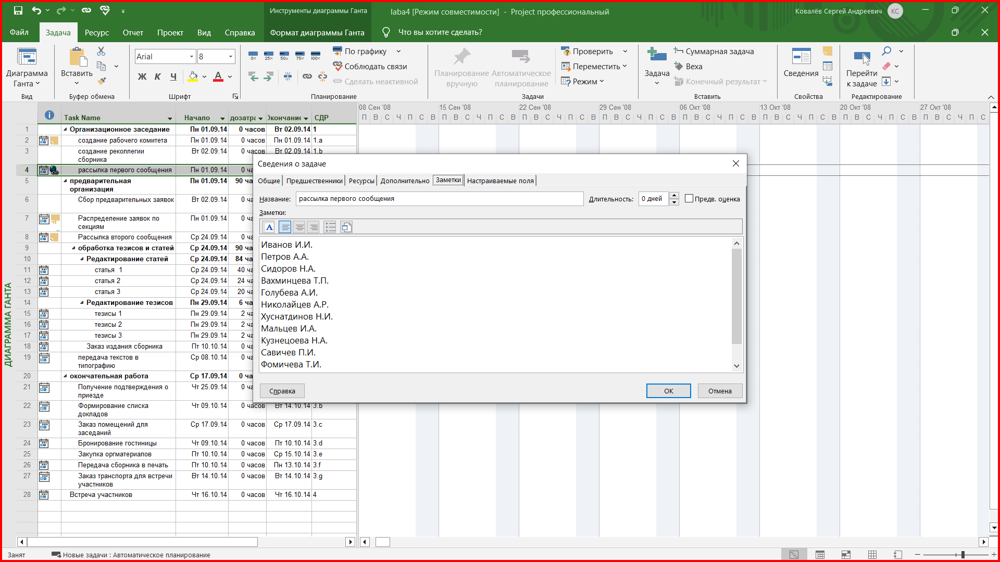 Инструменты диаграммы Ганта
laba4 [Режим совместимости] - Project профессиональный
Ковалёв Сергей Андреевич
КС
Файл Задача Ресурс Отчет Проект Вид Справка Формат диаграммы Ганта Что вы хотите сделать?
Диаграмма Ганта
Вид
Вставить
Буфер обмена
Arial 8
Ж К Ч А
Шрифт
0% 25% 50% 75% 100%
По графику
Соблюдать связи
Сделать неактивной
Планирование
Планирование вручную
Автоматическое планирование
Проверить
Переместить
Режим
Задачи
Задача
Суммарная задача
Веха
Конечный результат
Вставить
Сведения
Свойства
Перейти к задаче
Редактирование
08 Сен '08 15 Сен '08 22 Сен '08 29 Сен '08 06 Окт '08 13 Окт '08 20 Окт '08 27 Окт '08
П В С Ч П С В П В С Ч П С В П В С Ч П С В П В С Ч П С В П В С Ч П С В П В С Ч П С В П В С Ч П С В П В С Ч П С
Task Name Начало дозатра Окончание СДР
1 Организационное заседание Пн 01.09.14 0 часов Вт 02.09.14 1
2 создание рабочего комитета Пн 01.09.14 0 часов Пн 01.09.14 1.a
3 создание реколлегии сборника Вт 02.09.14 0 часов Вт 02.09.14 1.b
4 рассылка первого сообщения Пн 01.09.14 0 ча
5 предварительная организация Пн 01.09.14 90 ча
6 Сбор предварительных заявок Вт 02.09.14 0 ча
7 Распределение заявок по секциям Пн 01.09.14 0 ча
8 Рассылка второго сообщения Ср 24.09.14 0 ча
9 обработка тезисов и статей Ср 24.09.14 90 ча
10 Редактирование статей Ср 24.09.14 84 ча
11 статья 1 Ср 24.09.14 40 ча
12 статья 2 Ср 24.09.14 24 ча
13 статья 3 Ср 24.09.14 20 ча
14 Редактирование тезисов Пн 29.09.14 6 ча
15 тезисы 1 Пн 29.09.14 2 ча
16 тезисы 2 Пн 29.09.14 2 ча
17 тезисы 3 Пн 29.09.14 2 ча
18 Заказ издания сборника Пт 10.10.14 0 ча
19 передача текстов в типографию Ср 08.10.14 0 ча
20 окончательная работа Ср 17.09.14 0 ча
21 Получение подтверждения о приезде Чт 25.09.14 0 ча
22 Формирование списка докладов Чт 09.10.14 0 часов Вт 14.10.14 3.b
23 Заказ помещений для заседаний Ср 17.09.14 0 часов Ср 17.09.14 3.c
24 Бронирование гостиницы Чт 09.10.14 0 часов Пт 10.10.14 3.d
25 Закупка оргматериалов Пт 10.10.14 0 часов Ср 15.10.14 3.e
26 Передача сборника в печать Пт 10.10.14 0 часов Пн 13.10.14 3.f
27 Заказ транспорта для встречи участников Вт 14.10.14 0 часов Вт 14.10.14 3.g
28 Встреча участников Чт 16.10.14 0 часов Чт 16.10.14 4
ДИАГРАММА ГАНТА
Сведения о задаче
Общие Предшественники Ресурсы Дополнительно Заметки Настраиваемые поля
Название: рассылка первого сообщения Длительность: 0 дней Предв. оценка
Заметки:
А
Иванов И.И.
Петров А.А.
Сидоров Н.А.
Вахминцева Т.П.
Голубева А.И.
Николайцев А.Р.
Хуснатдинов Н.И.
Мальцев И.А.
Кузнецоева Н.А.
Савичев П.И.
Фомичева Т.И.
Справка ОК Отмена
Занят Новые задачи : Автоматическое планирование